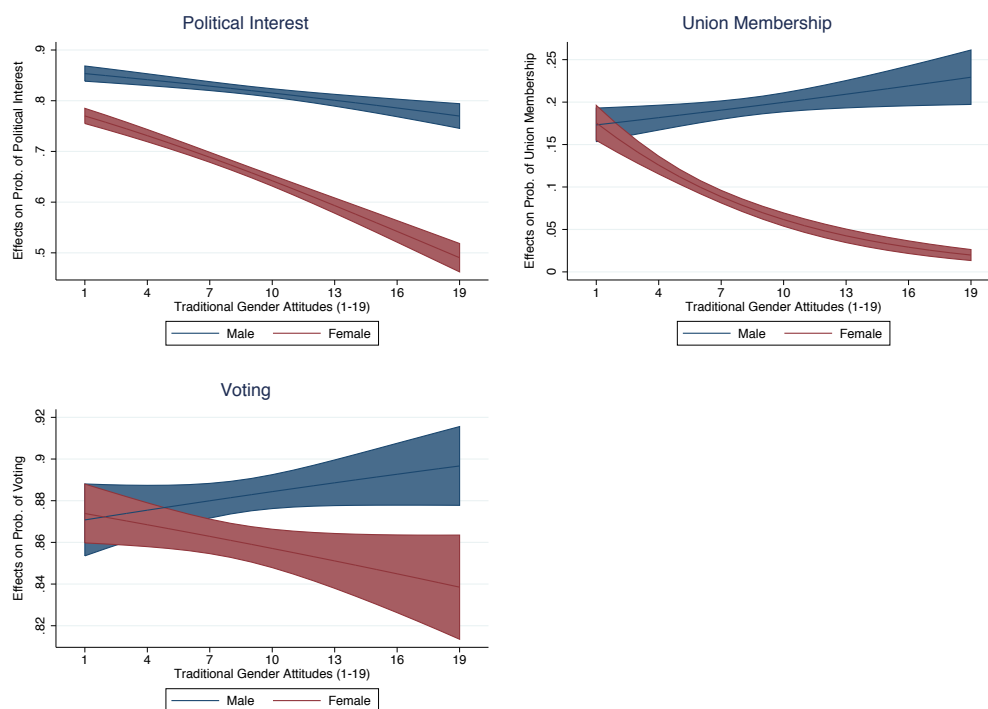 Political Interest
Effects on Prob. of Political Interest
.9
.8
.7
.6
.5
1 4 7 10 13 16 19
Traditional Gender Attitudes (1-19)
Male Female
Union Membership
Effects on Prob. of Union Membership
.25
.2
.15
.1
.05
0
1 4 7 10 13 16 19
Traditional Gender Attitudes (1-19)
Male Female
Voting
Effects on Prob. of Voting
.92
.9
.88
.86
.84
.82
1 4 7 10 13 16 19
Traditional Gender Attitudes (1-19)
Male Female